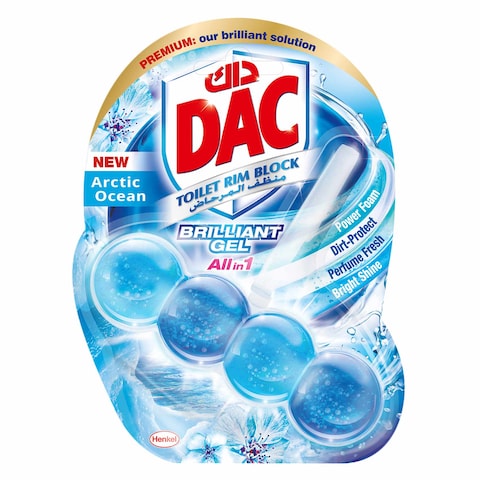 PREMIUM: our brilliant solution
داك
DAC
TOILET RIM BLOCK
منظف المرحاض
BRILLIANT
GEL
All in 1
NEW
Arctic
Ocean
Power Foam
Dirt-Protect
Perfume Fresh
Bright Shine
Henkel